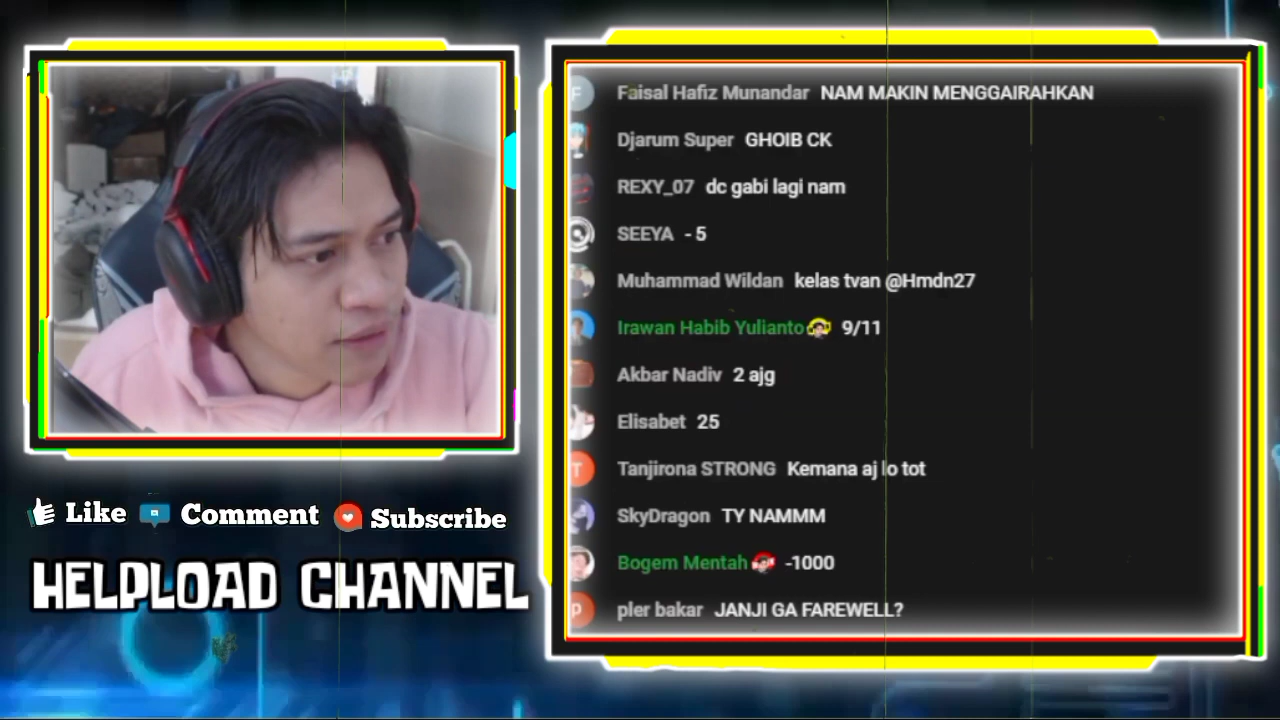 Faisal Hafiz Munandar NAM MAKIN MENGGAIRAHKAN
Djarum Super GHOIB CK
REXY_07 dc gabi lagi nam
SEEYA - 5
Muhammad Wildan kelas tvan @Hmdn27
Irawan Habib Yulianto 9/11
Akbar Nadiv 2 ajg
Elisabet 25
T Tanjirona STRONG Kemana aj lo tot
SkyDragon TY NAMMM
Bogem Mentah -1000
P pler bakar JANJI GA FAREWELL?
Like Comment Subscribe
HELPLOAD CHANNEL